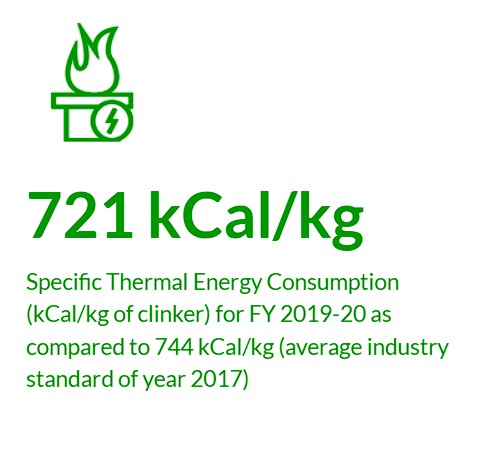 721 kCal/kg
Specific Thermal Energy Consumption
(kCal/kg of clinker) for FY 2019-20 as
compared to 744 kCal/kg (average industry
standard of year 2017)